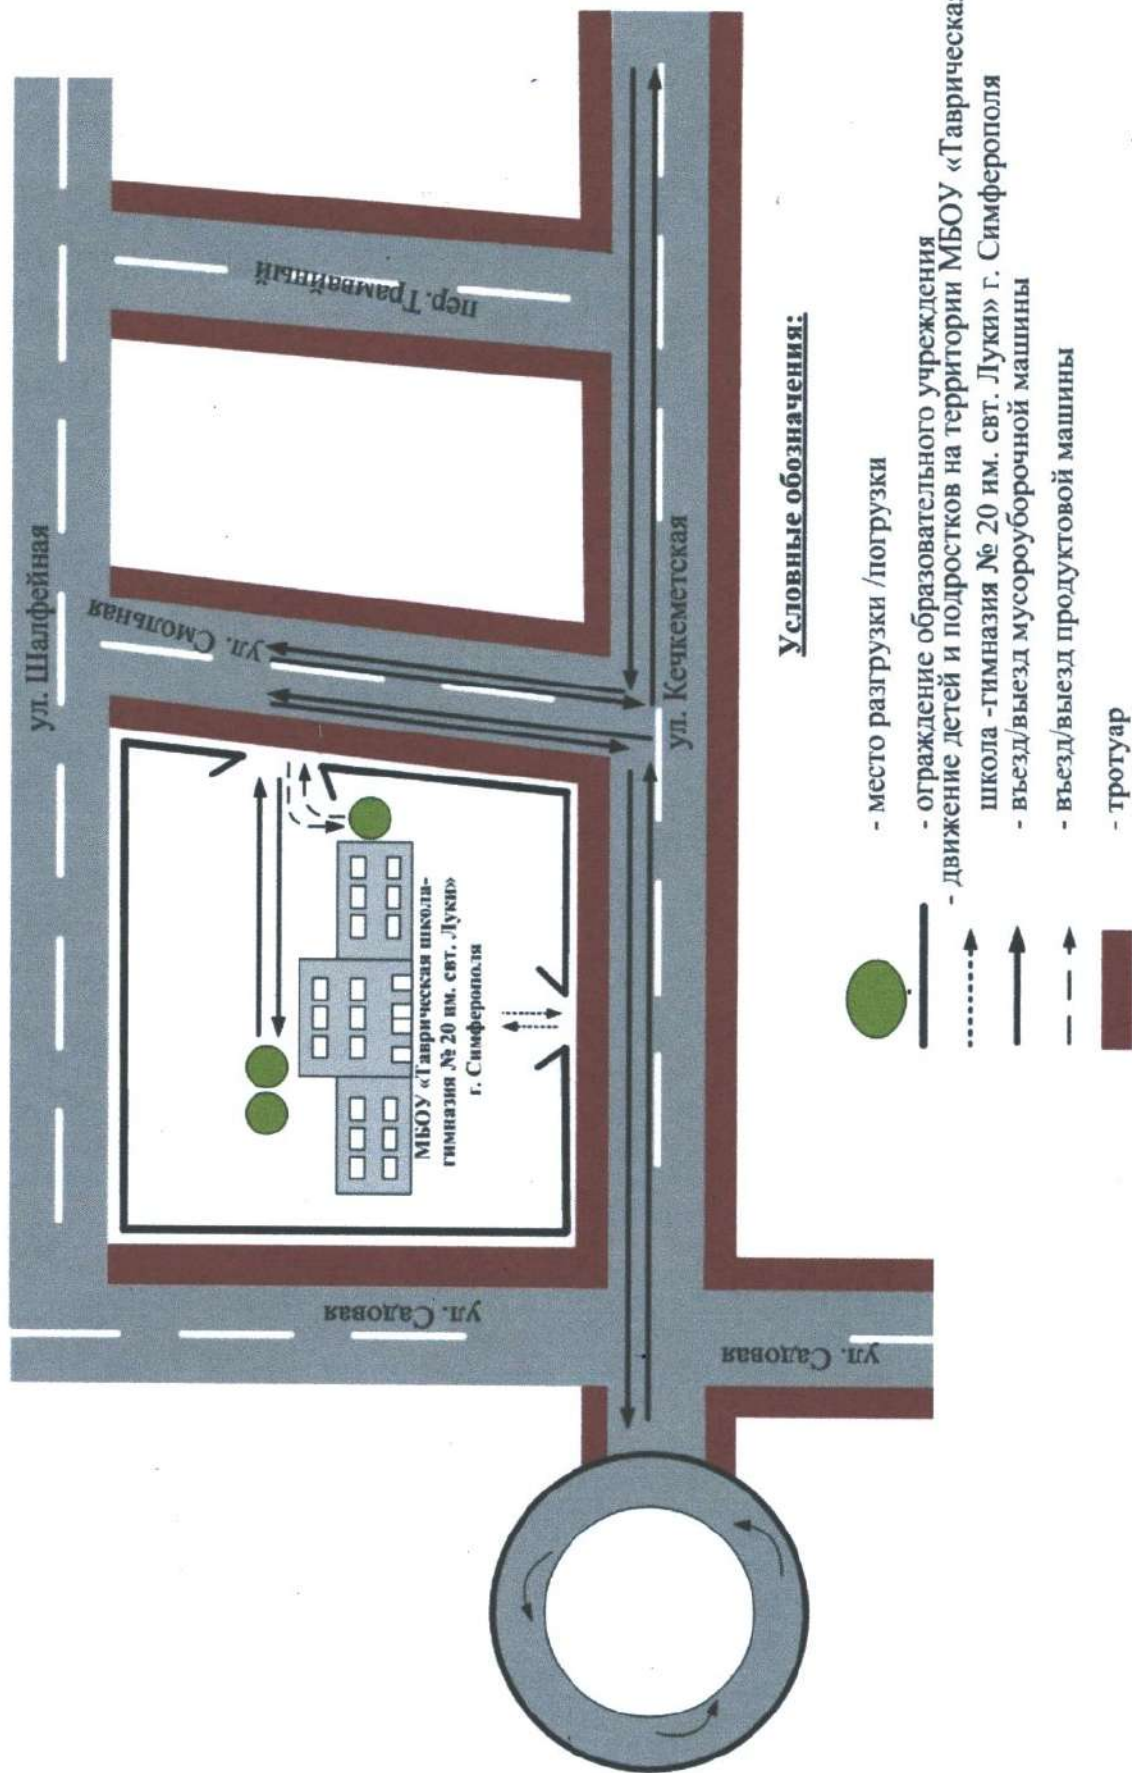 ул. Шалфейная
ул. Смольная
пер. Трамвайный
МБОУ «Таврическая школа-
гимназия № 20 им. свт. Луки»
г. Симферополя
ул. Садовая
ул. Кечкеметская
ул. Садовая
Условные обозначения:
- место разгрузки /погрузки
- ограждение образовательного учреждения
- движение детей и подростков на территории МБОУ «Таврическая
школа -гимназия № 20 им. свт. Луки» г. Симферополя
- въезд/выезд мусороуборочной машины
- въезд/выезд продуктовой машины
- тротуар